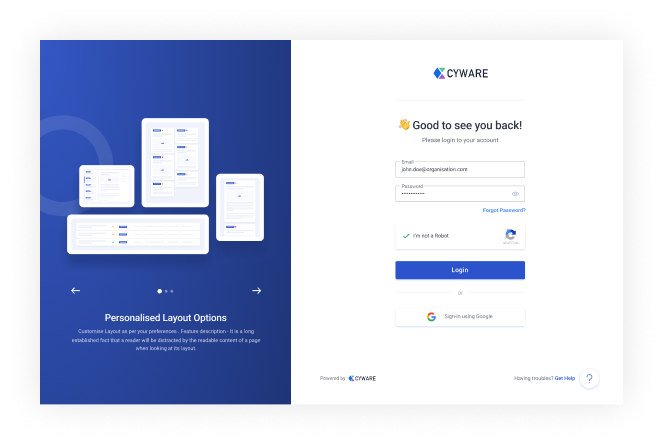 Personalised Layout Options
Customise Layout as per your preferences . Feature description - It is a long
established fact that a reader will be distracted by the readable content of a page
when looking at its layout.
CYWARE
Good to see you back!
Please login to your account
Email
john.doe@organisation.com
Password
Forgot Password?
I'm not a Robot
Login
or
Sign-in using Google
Powered by CYWARE
Having troubles? Get Help
?